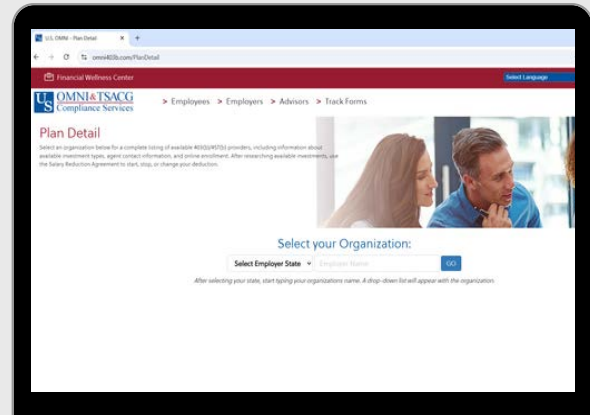 U.S. OMNI - Plan Detail
omni403b.com/PlanDetail
Financial Wellness Center
Select Language
US OMNI & TSACG
Compliance Services
> Employees > Employers > Advisors > Track Forms
Plan Detail
Select an organization below for a complete listing of available 403(b)/457(b) providers, including information about
available investment types, agent contact information, and online enrollment. After researching available investments, use
the Salary Reduction Agreement to start, stop, or change your deduction.
Select your Organization:
Select Employer State Employer Name GO
After selecting your state, start typing your organizations name. A drop-down list will appear with the organization.